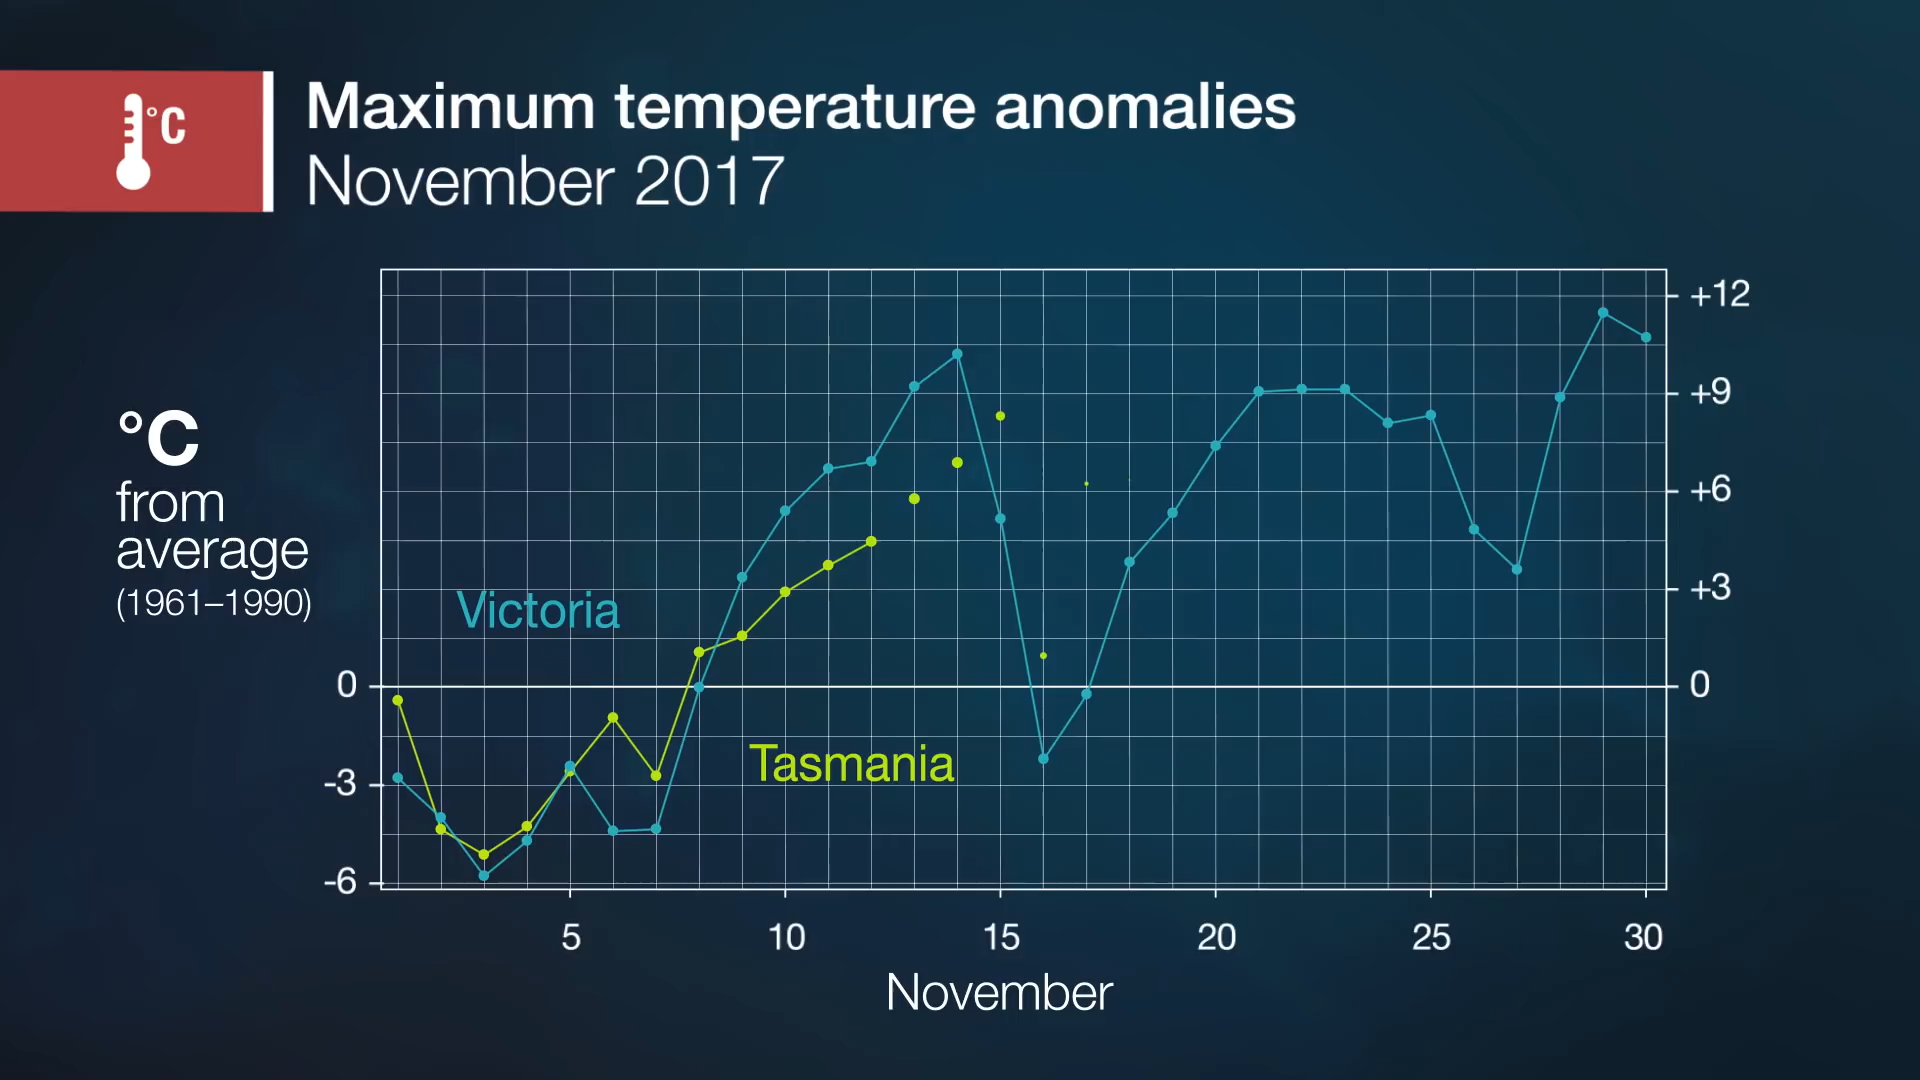 °C
Maximum temperature anomalies
November 2017
°C
from
average
(1961–1990)
Victoria
Tasmania
+12
+9
+6
+3
0
0
-3
-6
5 10 15 20 25 30
November